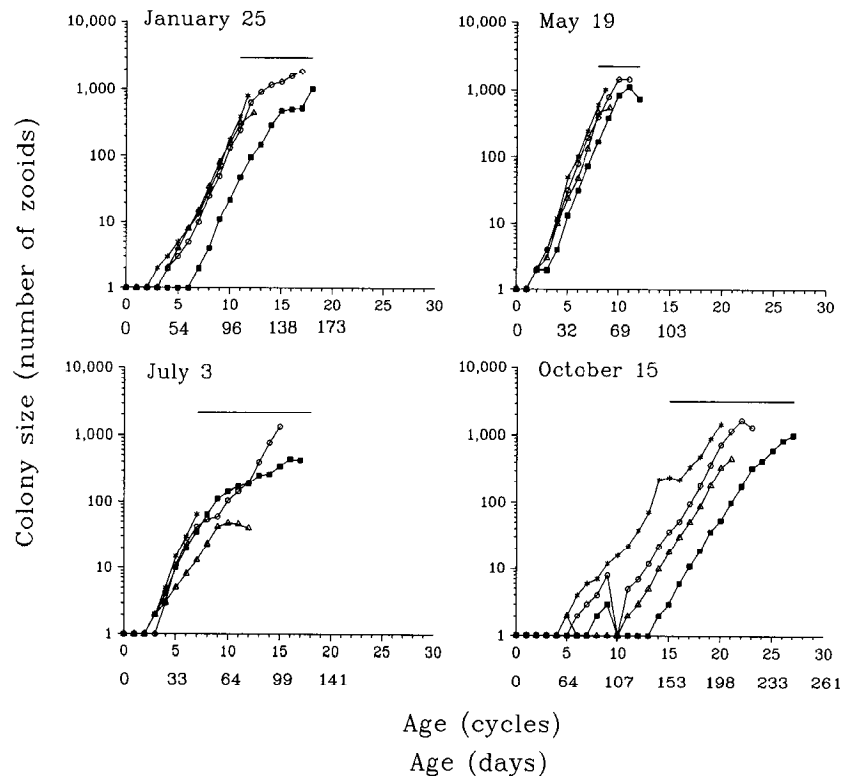 Colony size (number of zooids)
January 25
10,000
1,000
100
10
1
0 5 10 15 20 25 30
0 54 96 138 173
May 19
10,000
1,000
100
10
1
0 5 10 15 20 25 30
0 32 69 103
July 3
10,000
1,000
100
10
1
0 5 10 15 20 25 30
0 33 64 99 141
October 15
10,000
1,000
100
10
1
0 5 10 15 20 25 30
0 64 107 153 198 233 261
Age (cycles)
Age (days)